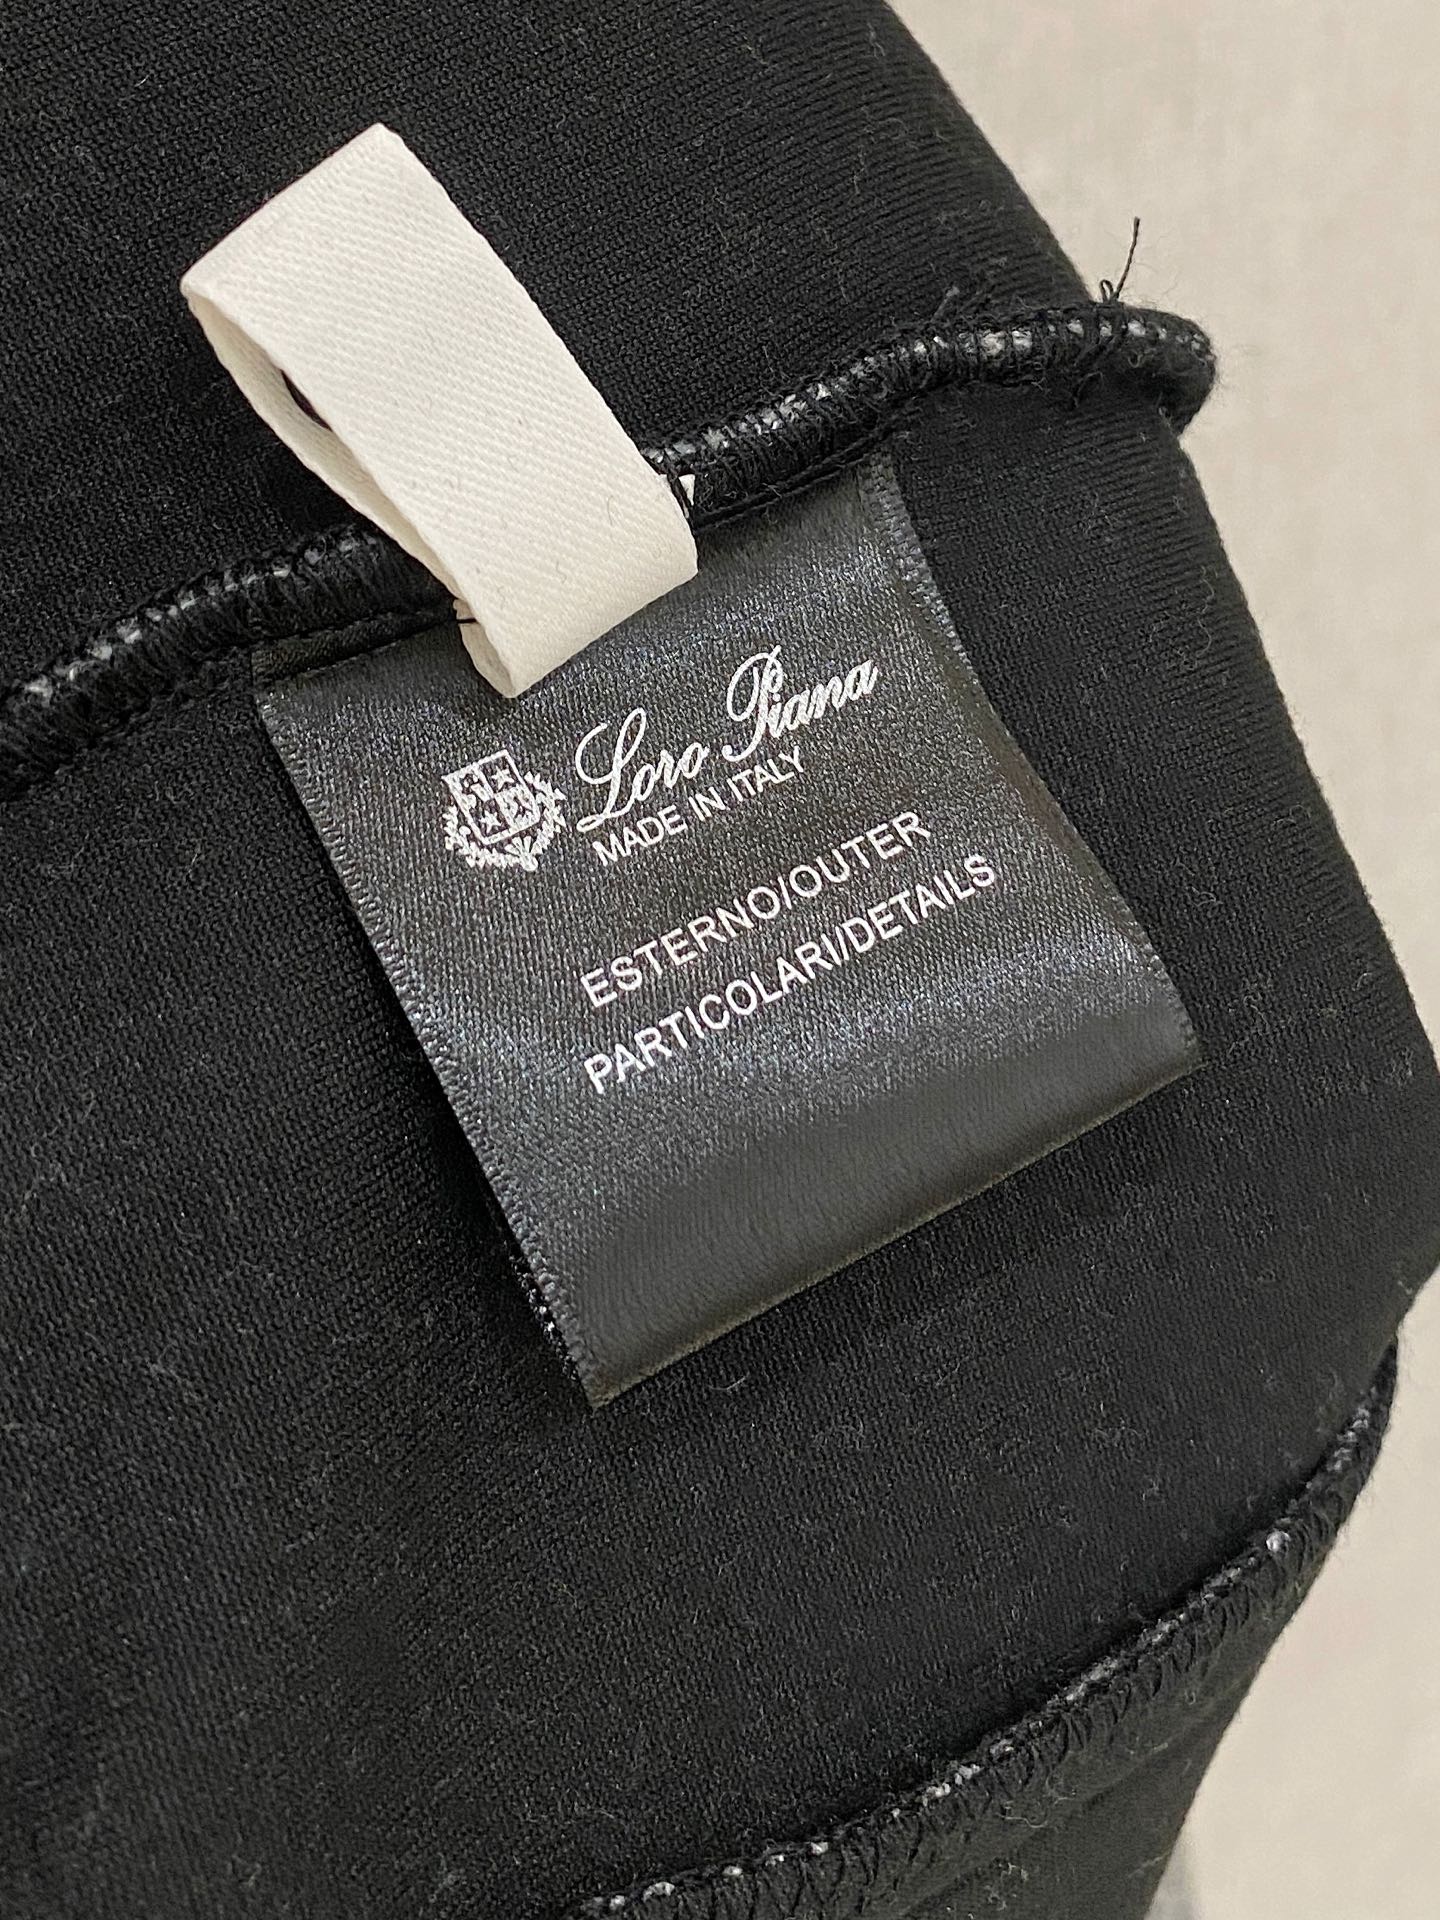 Loro Piana
MADE IN ITALY
ESTERNO/OUTER
PARTICOLARI/DETAILS